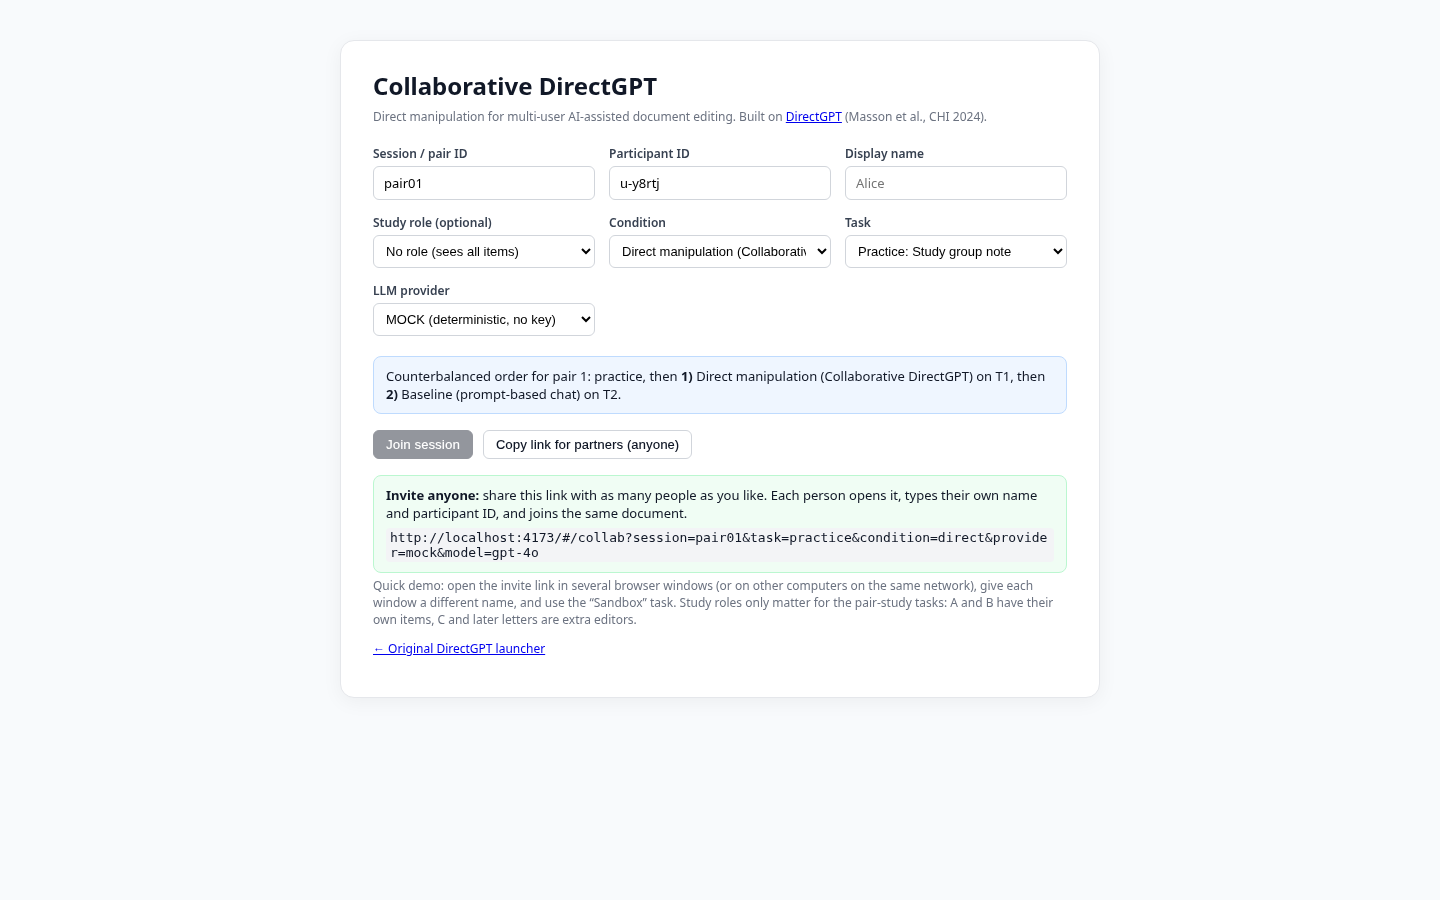 Collaborative DirectGPT
Direct manipulation for multi-user AI-assisted document editing. Built on DirectGPT (Masson et al., CHI 2024).
Session / pair ID
Participant ID
Display name
pair01
u-y8rtj
Alice
Study role (optional)
Condition
Task
No role (sees all items)
Direct manipulation (Collaborativ
Practice: Study group note
LLM provider
MOCK (deterministic, no key)
Counterbalanced order for pair 1: practice, then 1) Direct manipulation (Collaborative DirectGPT) on T1, then
2) Baseline (prompt-based chat) on T2.
Join session
Copy link for partners (anyone)
Invite anyone: share this link with as many people as you like. Each person opens it, types their own name
and participant ID, and joins the same document.
http://localhost:4173/#/collab?session=pair01&task=practice&condition=direct&provide
r=mock&model=gpt-4o
Quick demo: open the invite link in several browser windows (or on other computers on the same network), give each
window a different name, and use the “Sandbox” task. Study roles only matter for the pair-study tasks: A and B have their
own items, C and later letters are extra editors.
← Original DirectGPT launcher